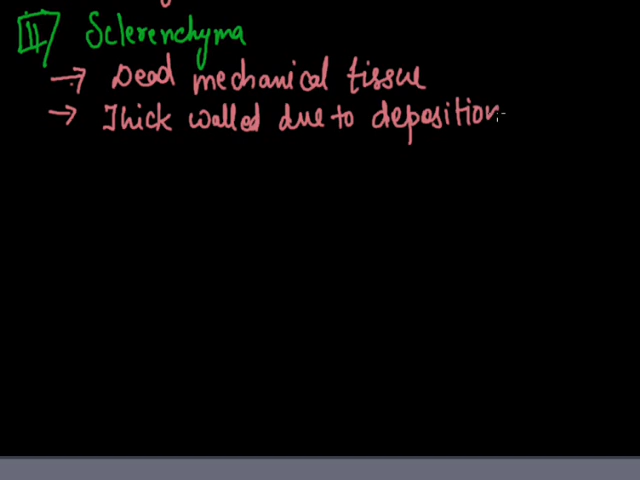 II Sclerenchyma
→ Dead mechanical tissue
→ Thick walled due to deposition